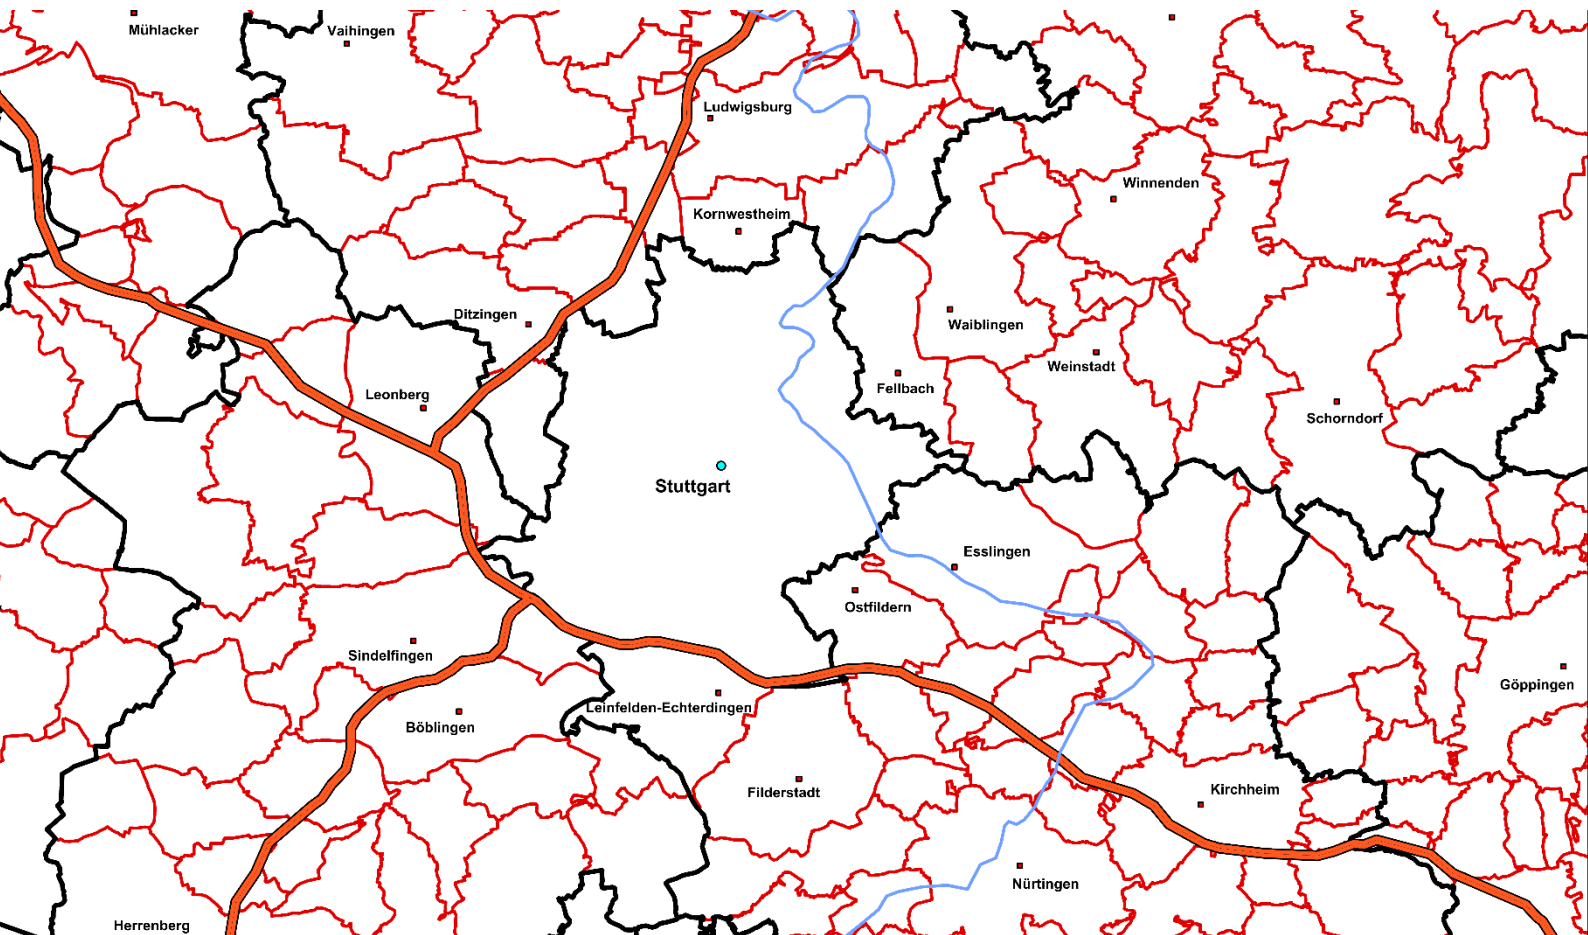 Mühlacker
Vaihingen
Ludwigsburg
Winnenden
Kornwestheim
Ditzingen
Waiblingen
Weinstadt
Fellbach
Leonberg
Schorndorf
Stuttgart
Esslingen
Ostfildern
Sindelfingen
Göppingen
Leinfelden-Echterdingen
Böblingen
Kirchheim
Filderstadt
Nürtingen
Herrenberg